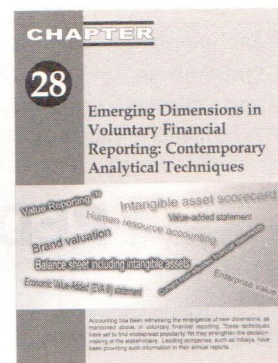 CHAPTER
28
Emerging Dimensions in
Voluntary Financial
Reporting: Contemporary
Analytical Techniques
Value Reporting™
Intangible asset scorecard
Human resource accounting
Value-added statement
Brand valuation
Balance sheet including intangible assets
Economic Value-Added (EVA®) statement
Enterprise value
Accounting has been witnessing the emergence of new dimensions, as
mentioned above, in voluntary financial reporting. These techniques
have yet to find widespread popularity. Yet they strengthen the decision-
making of the stakeholders. Leading companies, such as Infosys, have
been providing such information in their annual reports.